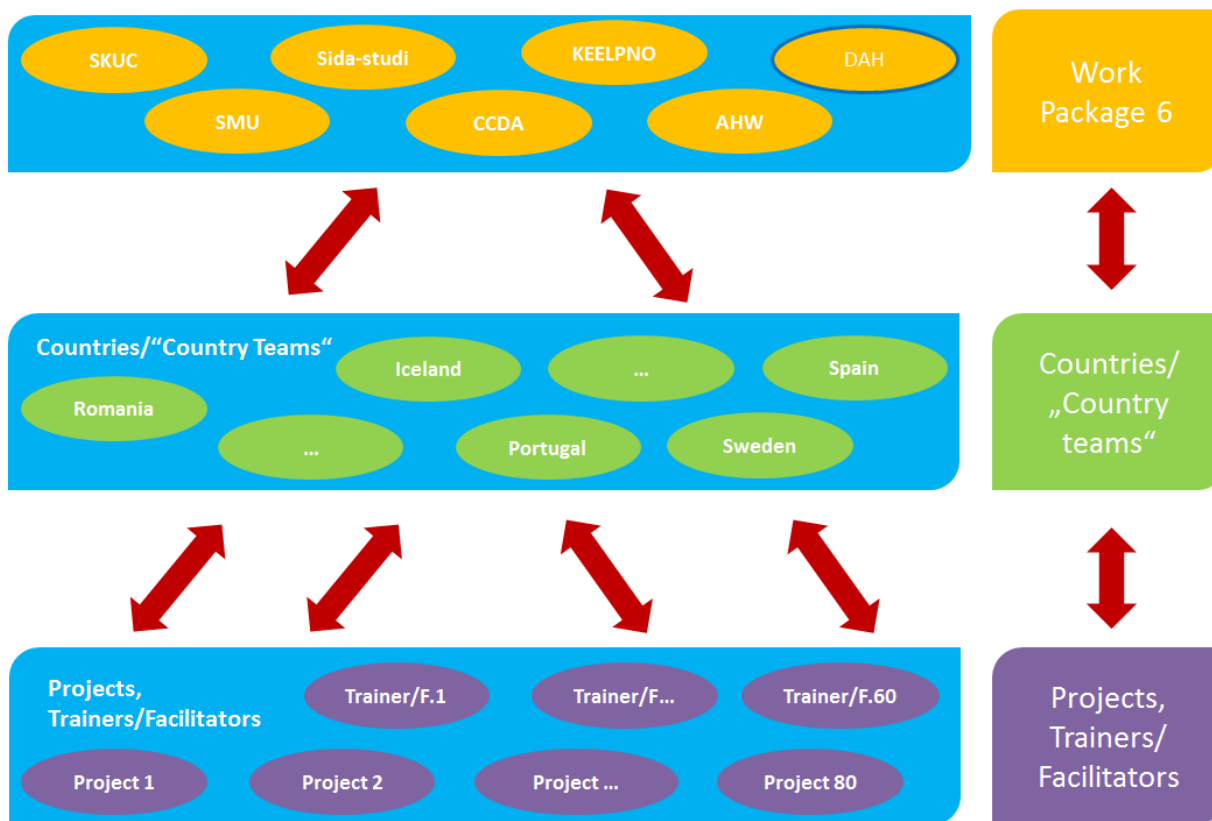 SKUC
Sida-studi
KEELPNO
DAH
SMU
CCDA
AHW
Work
Package 6
Countries/“Country Teams“
Iceland
...
Spain
Romania
...
Portugal
Sweden
Countries/
„Country
teams“
Projects,
Trainers/Facilitators
Trainer/F.1
Trainer/F...
Trainer/F.60
Project 1
Project 2
Project ...
Project 80
Projects,
Trainers/
Facilitators